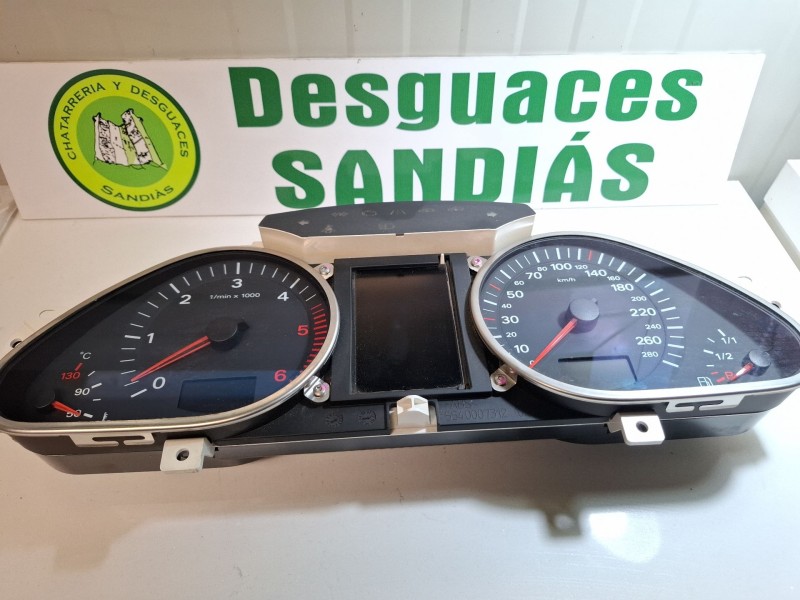 CHATARRERIA Y DESGUACES
SANDIÀS
Desguaces
SANDIÁS
1/min x 1000
0 1 2 3 4 5 6
°C
130
90
50
km/h
10 30 50 70 100 140 180 220 260
20 40 60 80 120 160 200 240 280
1/1
1/2
R